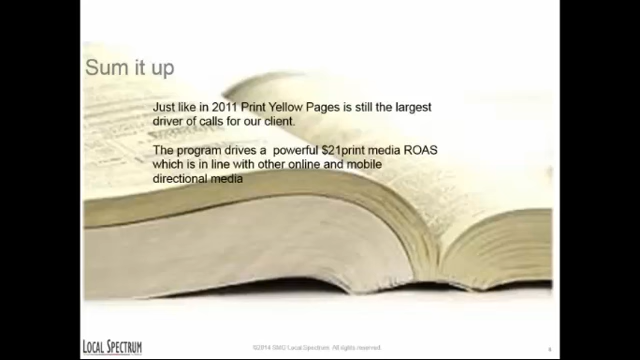 Sum it up
Just like in 2011 Print Yellow Pages is still the largest
driver of calls for our client.
The program drives a powerful $21print media ROAS
which is in line with other online and mobile
directional media
LOCAL SPECTRUM
©2014 SMG Local Spectrum. All rights reserved.